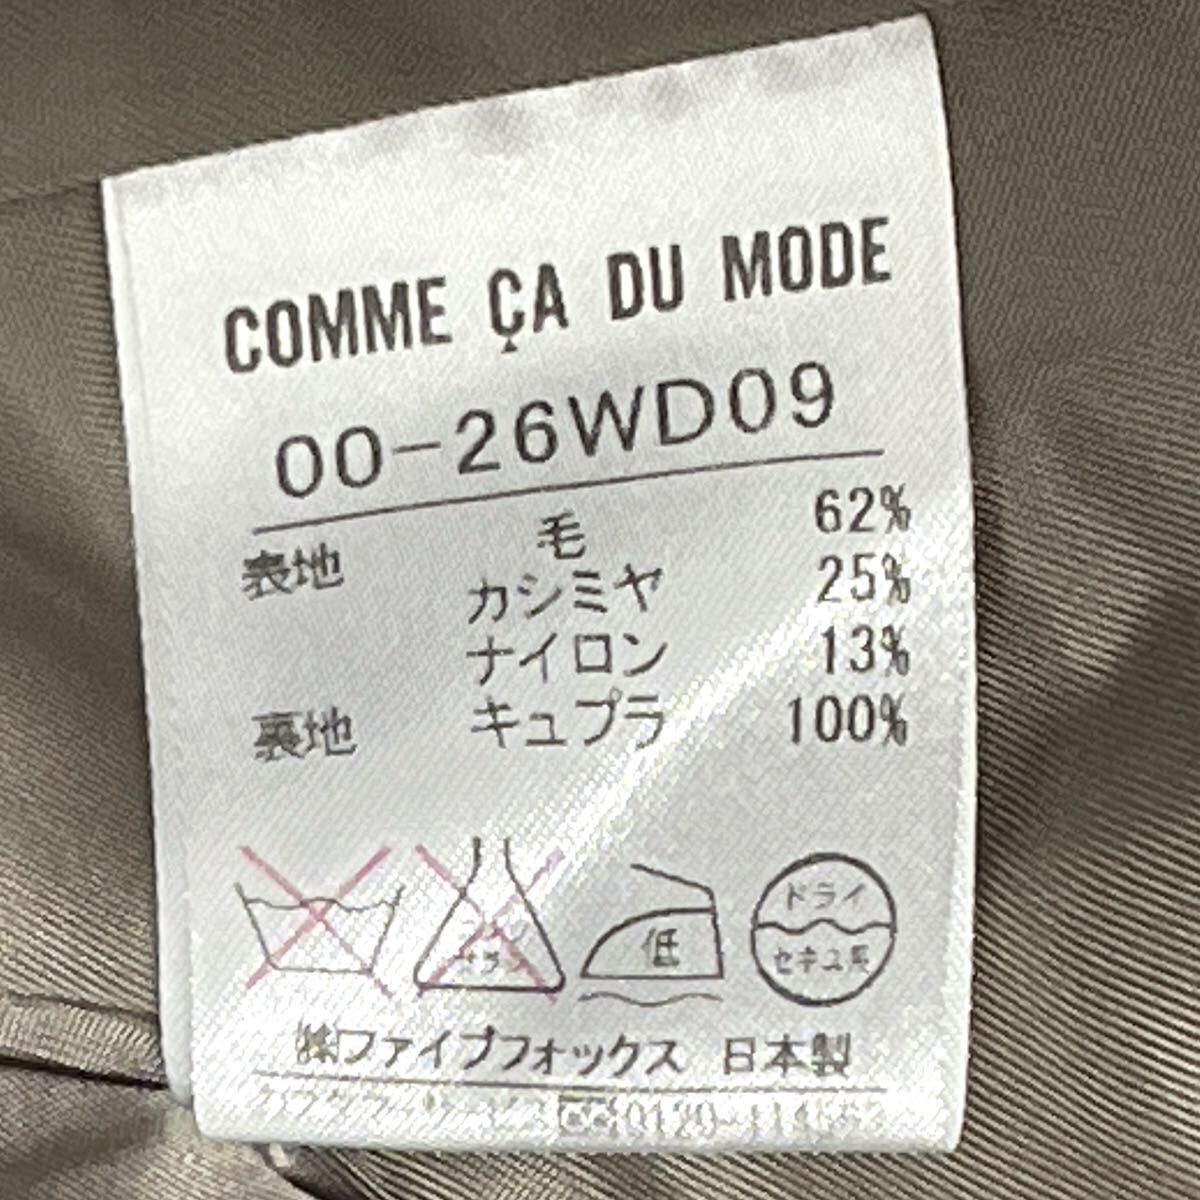 COMME ÇA DU MODE
00-26WD09
表地 毛 62%
カシミヤ 25%
ナイロン 13%
裏地 キュプラ 100%
低
ドライ
セキユ系
㈱ファイブフォックス 日本製
0120-114